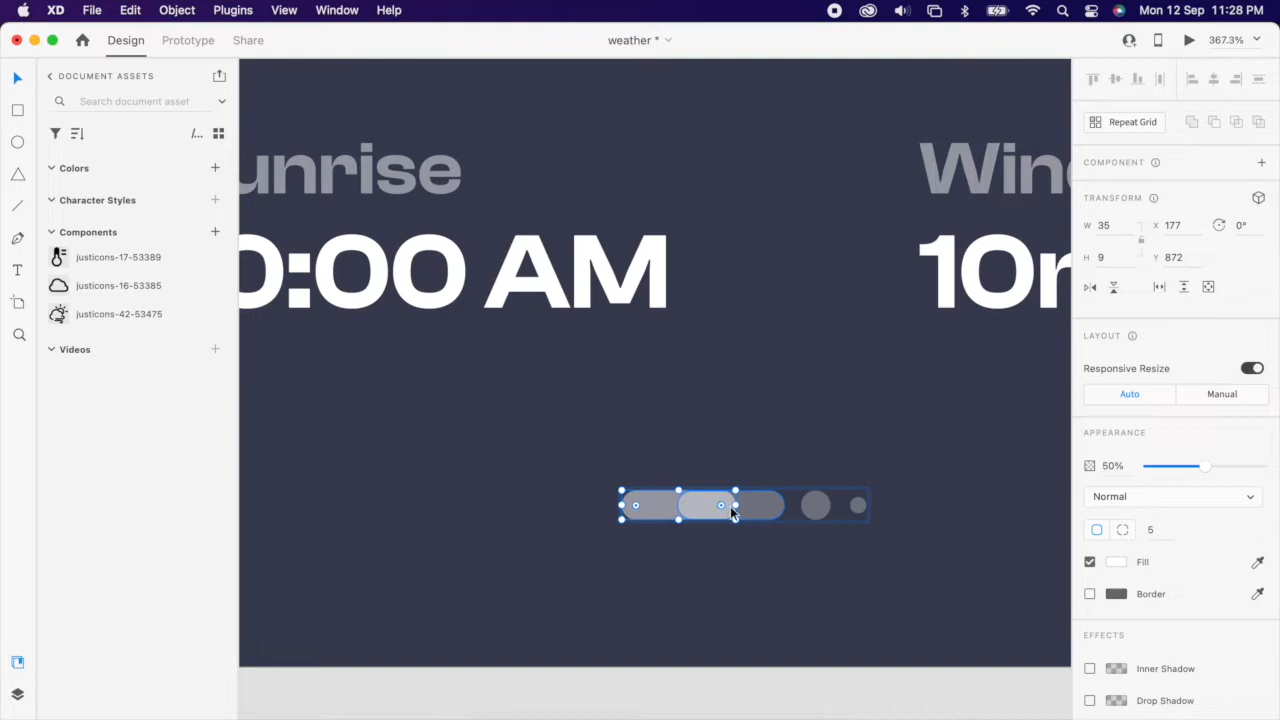 XD File Edit Object Plugins View Window Help Mon 12 Sep 11:28 PM
Design Prototype Share weather * 367.3%
DOCUMENT ASSETS
Search document asset
/...
Repeat Grid
Colors
COMPONENT
Character Styles
TRANSFORM
Components
W 35 X 177 0°
justicons-17-53389
H 9 Y 872
justicons-16-53385
justicons-42-53475
Videos
LAYOUT
Responsive Resize
Auto Manual
APPEARANCE
50%
Normal
5
Fill
Border
EFFECTS
Inner Shadow
Drop Shadow
unrise Win
0:00 AM 10
T